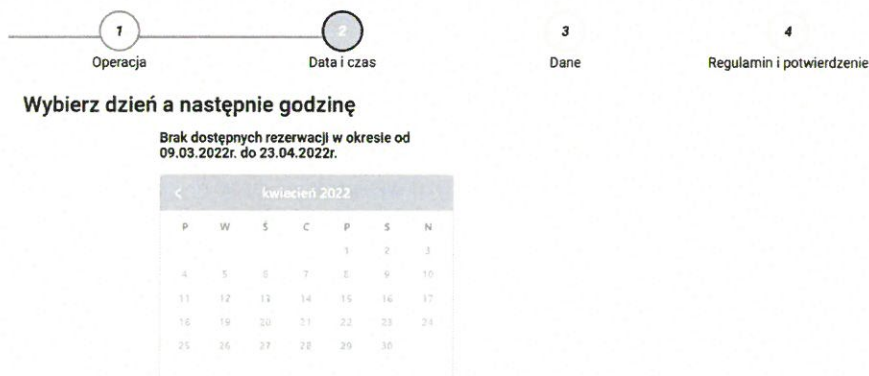 1 2 3 4
Operacja Data i czas Dane Regulamin i potwierdzenie
Wybierz dzień a następnie godzinę
Brak dostępnych rezerwacji w okresie od
09.03.2022r. do 23.04.2022r.
< kwiecień 2022
P W Ś C P S N
1 2 3
4 5 6 7 8 9 10
11 12 13 14 15 16 17
18 19 20 21 22 23 24
25 26 27 28 29 30